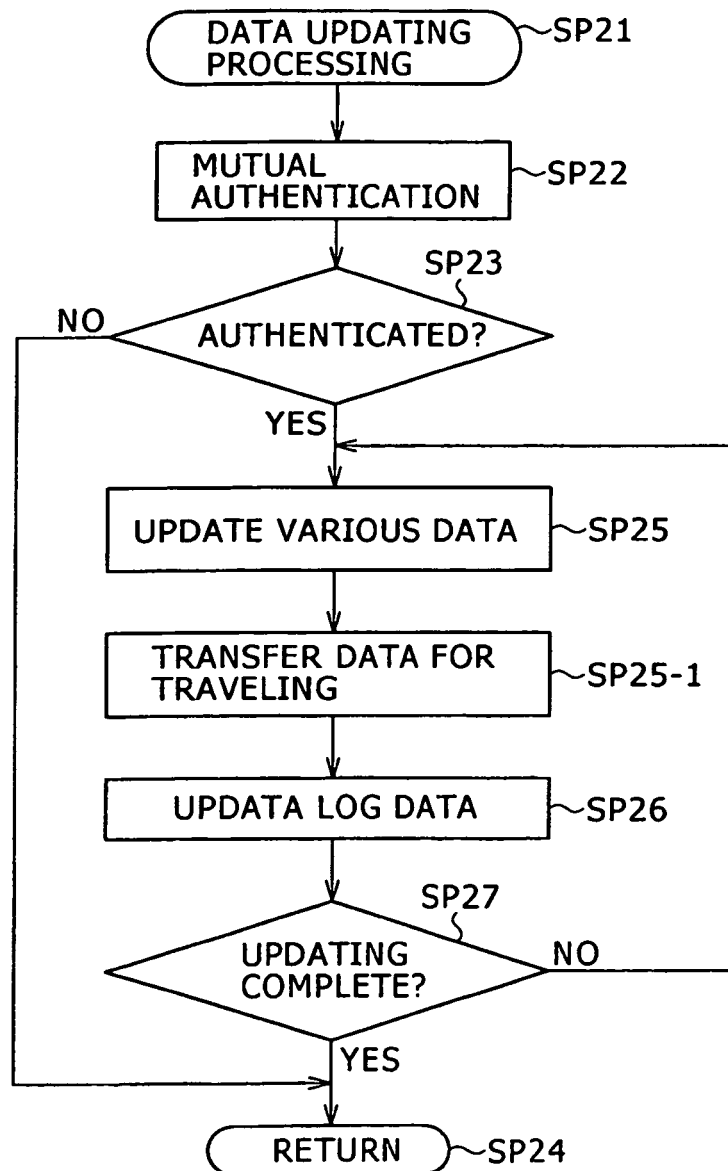 DATA UPDATING
PROCESSING
SP21
MUTUAL
AUTHENTICATION
SP22
SP23
NO
AUTHENTICATED?
YES
UPDATE VARIOUS DATA
SP25
TRANSFER DATA FOR
TRAVELING
SP25-1
UPDATA LOG DATA
SP26
SP27
UPDATING
COMPLETE?
NO
YES
RETURN
SP24